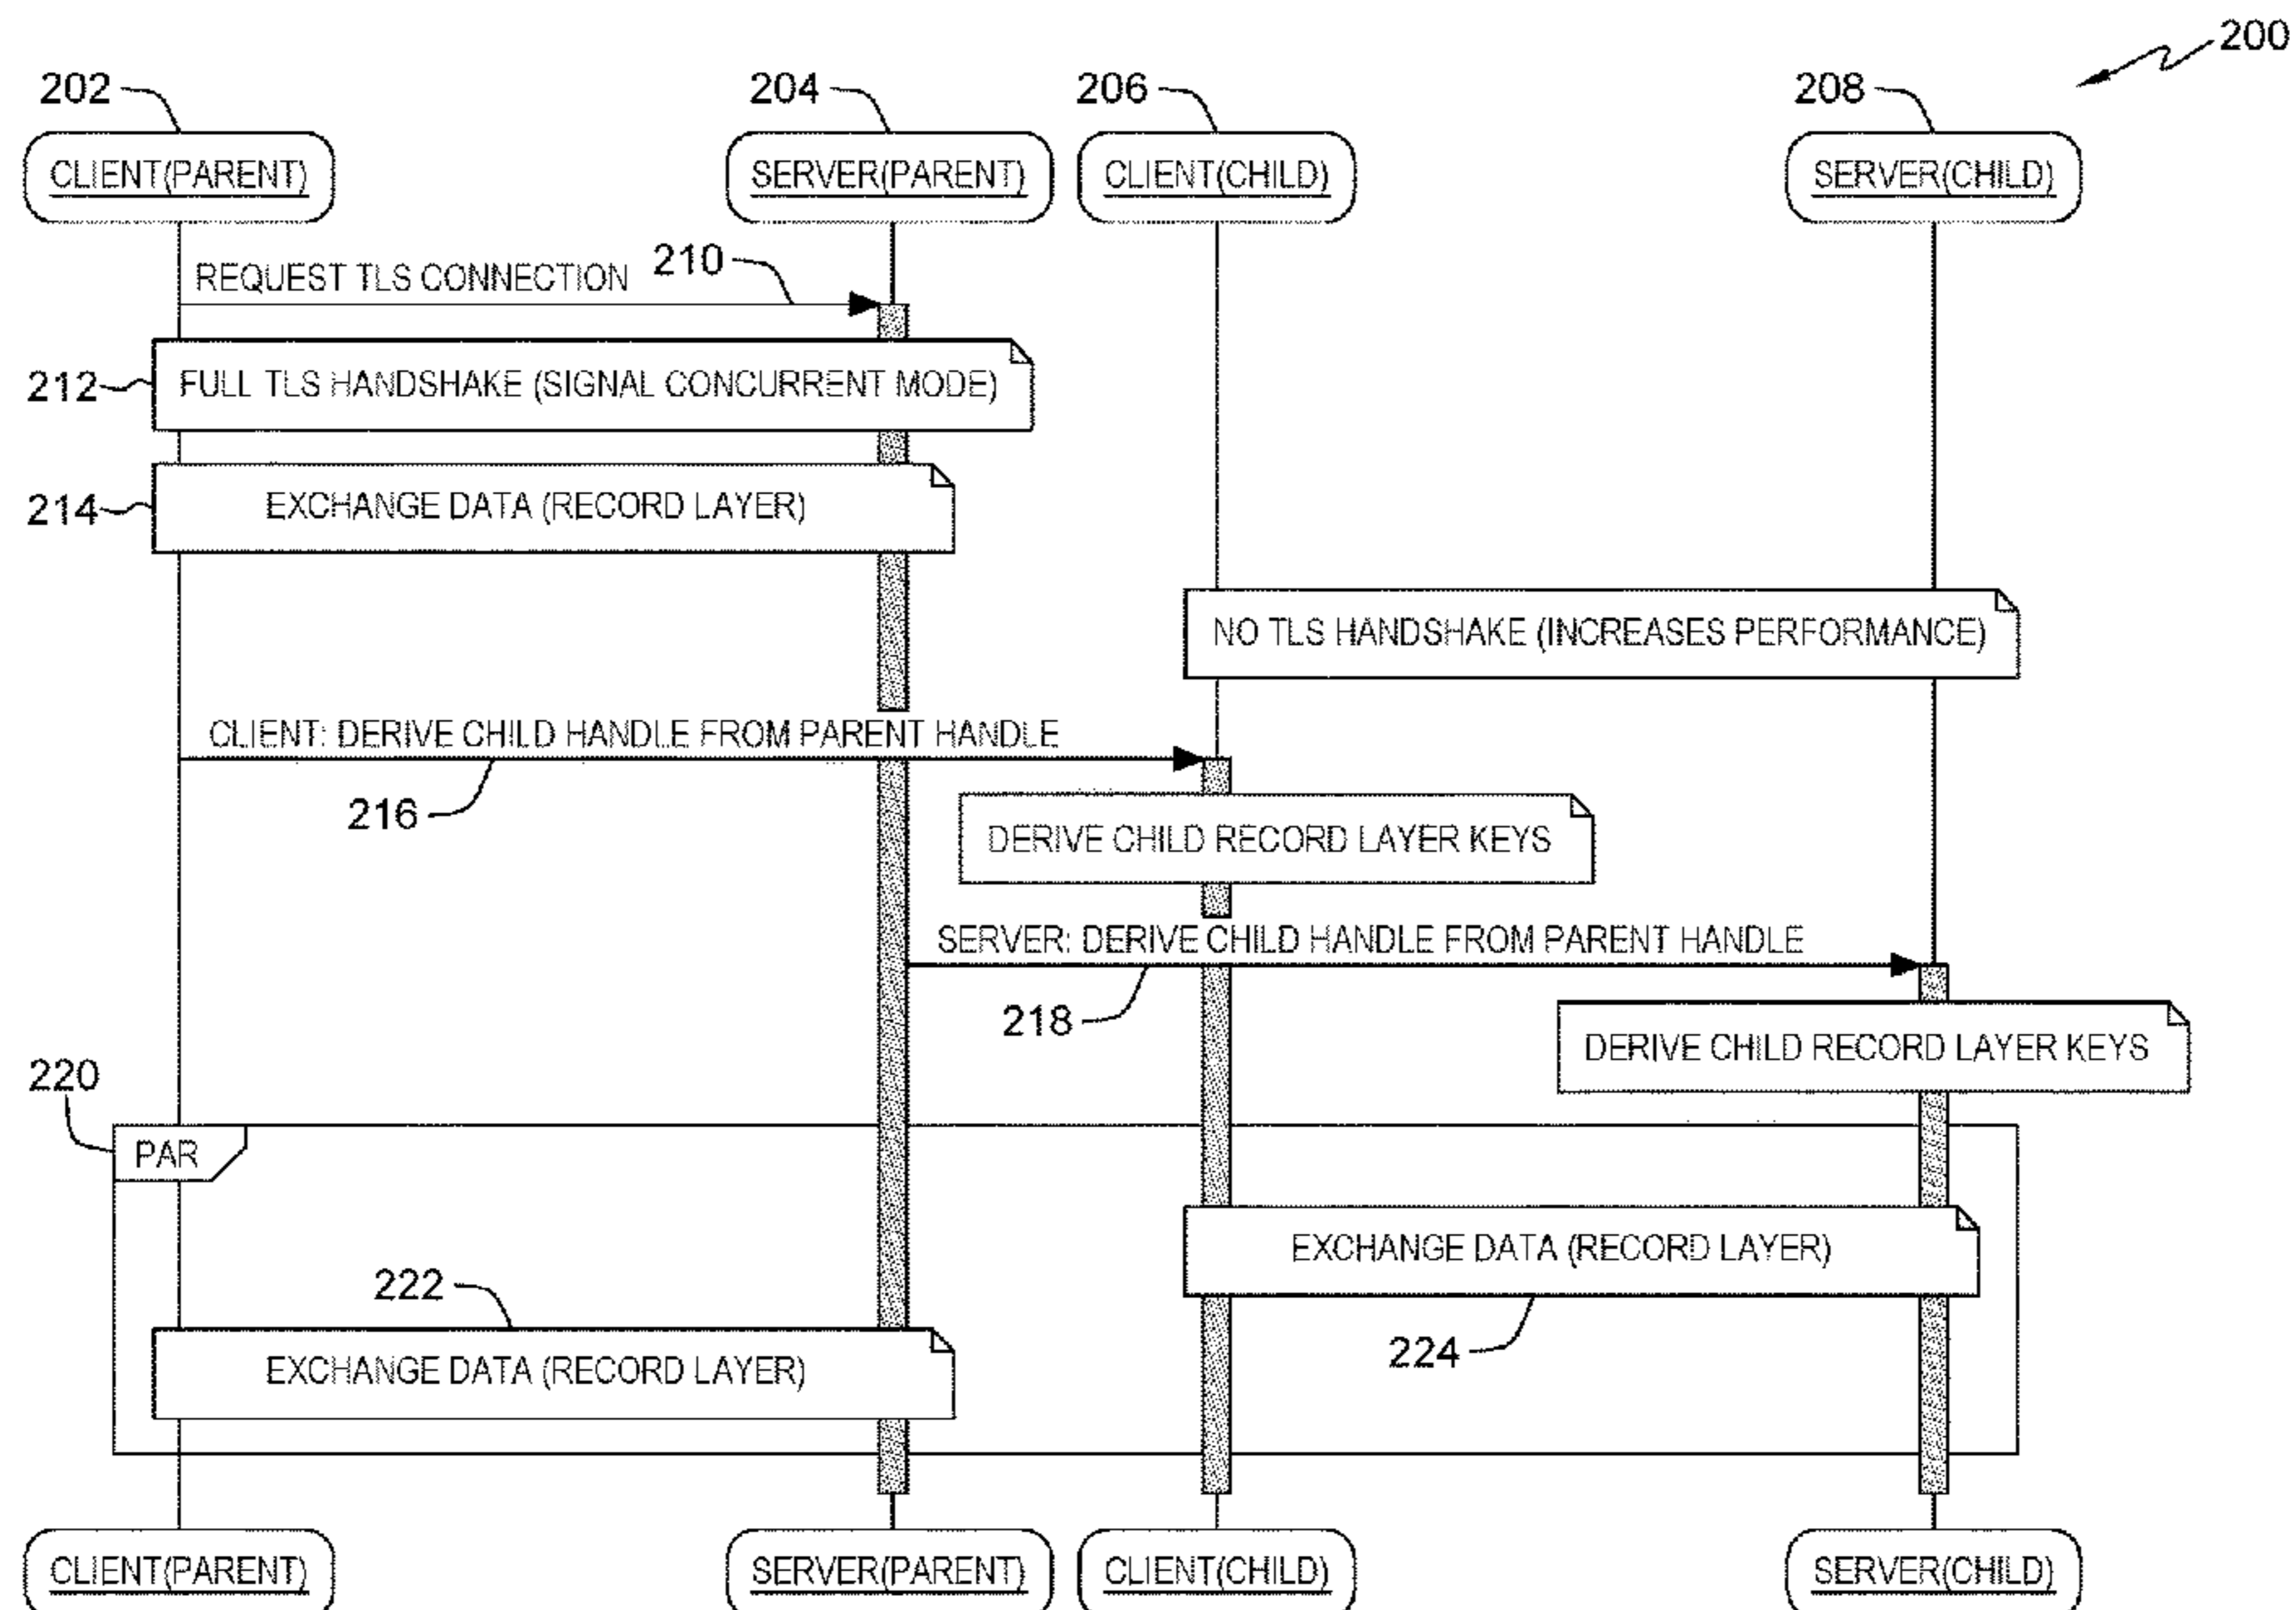 200
202
204
206
208
CLIENT(PARENT)
SERVER(PARENT)
CLIENT(CHILD)
SERVER(CHILD)
REQUEST TLS CONNECTION
210
212
FULL TLS HANDSHAKE (SIGNAL CONCURRENT MODE)
214
EXCHANGE DATA (RECORD LAYER)
NO TLS HANDSHAKE (INCREASES PERFORMANCE)
CLIENT: DERIVE CHILD HANDLE FROM PARENT HANDLE
216
DERIVE CHILD RECORD LAYER KEYS
SERVER: DERIVE CHILD HANDLE FROM PARENT HANDLE
218
DERIVE CHILD RECORD LAYER KEYS
220
PAR
EXCHANGE DATA (RECORD LAYER)
222
224
EXCHANGE DATA (RECORD LAYER)
CLIENT(PARENT)
SERVER(PARENT)
CLIENT(CHILD)
SERVER(CHILD)